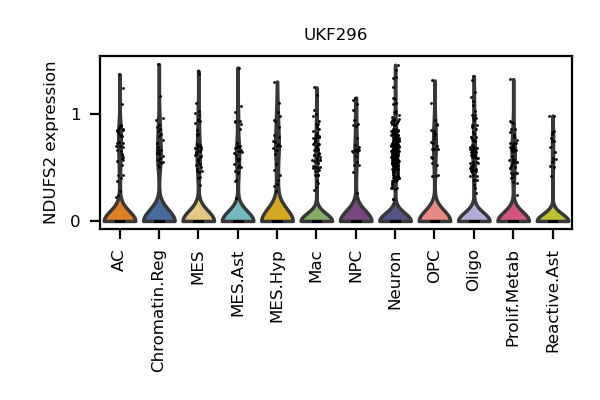 UKF296
NDUFS2 expression
1
0
AC
Chromatin.Reg
MES
MES.Ast
MES.Hyp
Mac
NPC
Neuron
OPC
Oligo
Prolif.Metab
Reactive.Ast